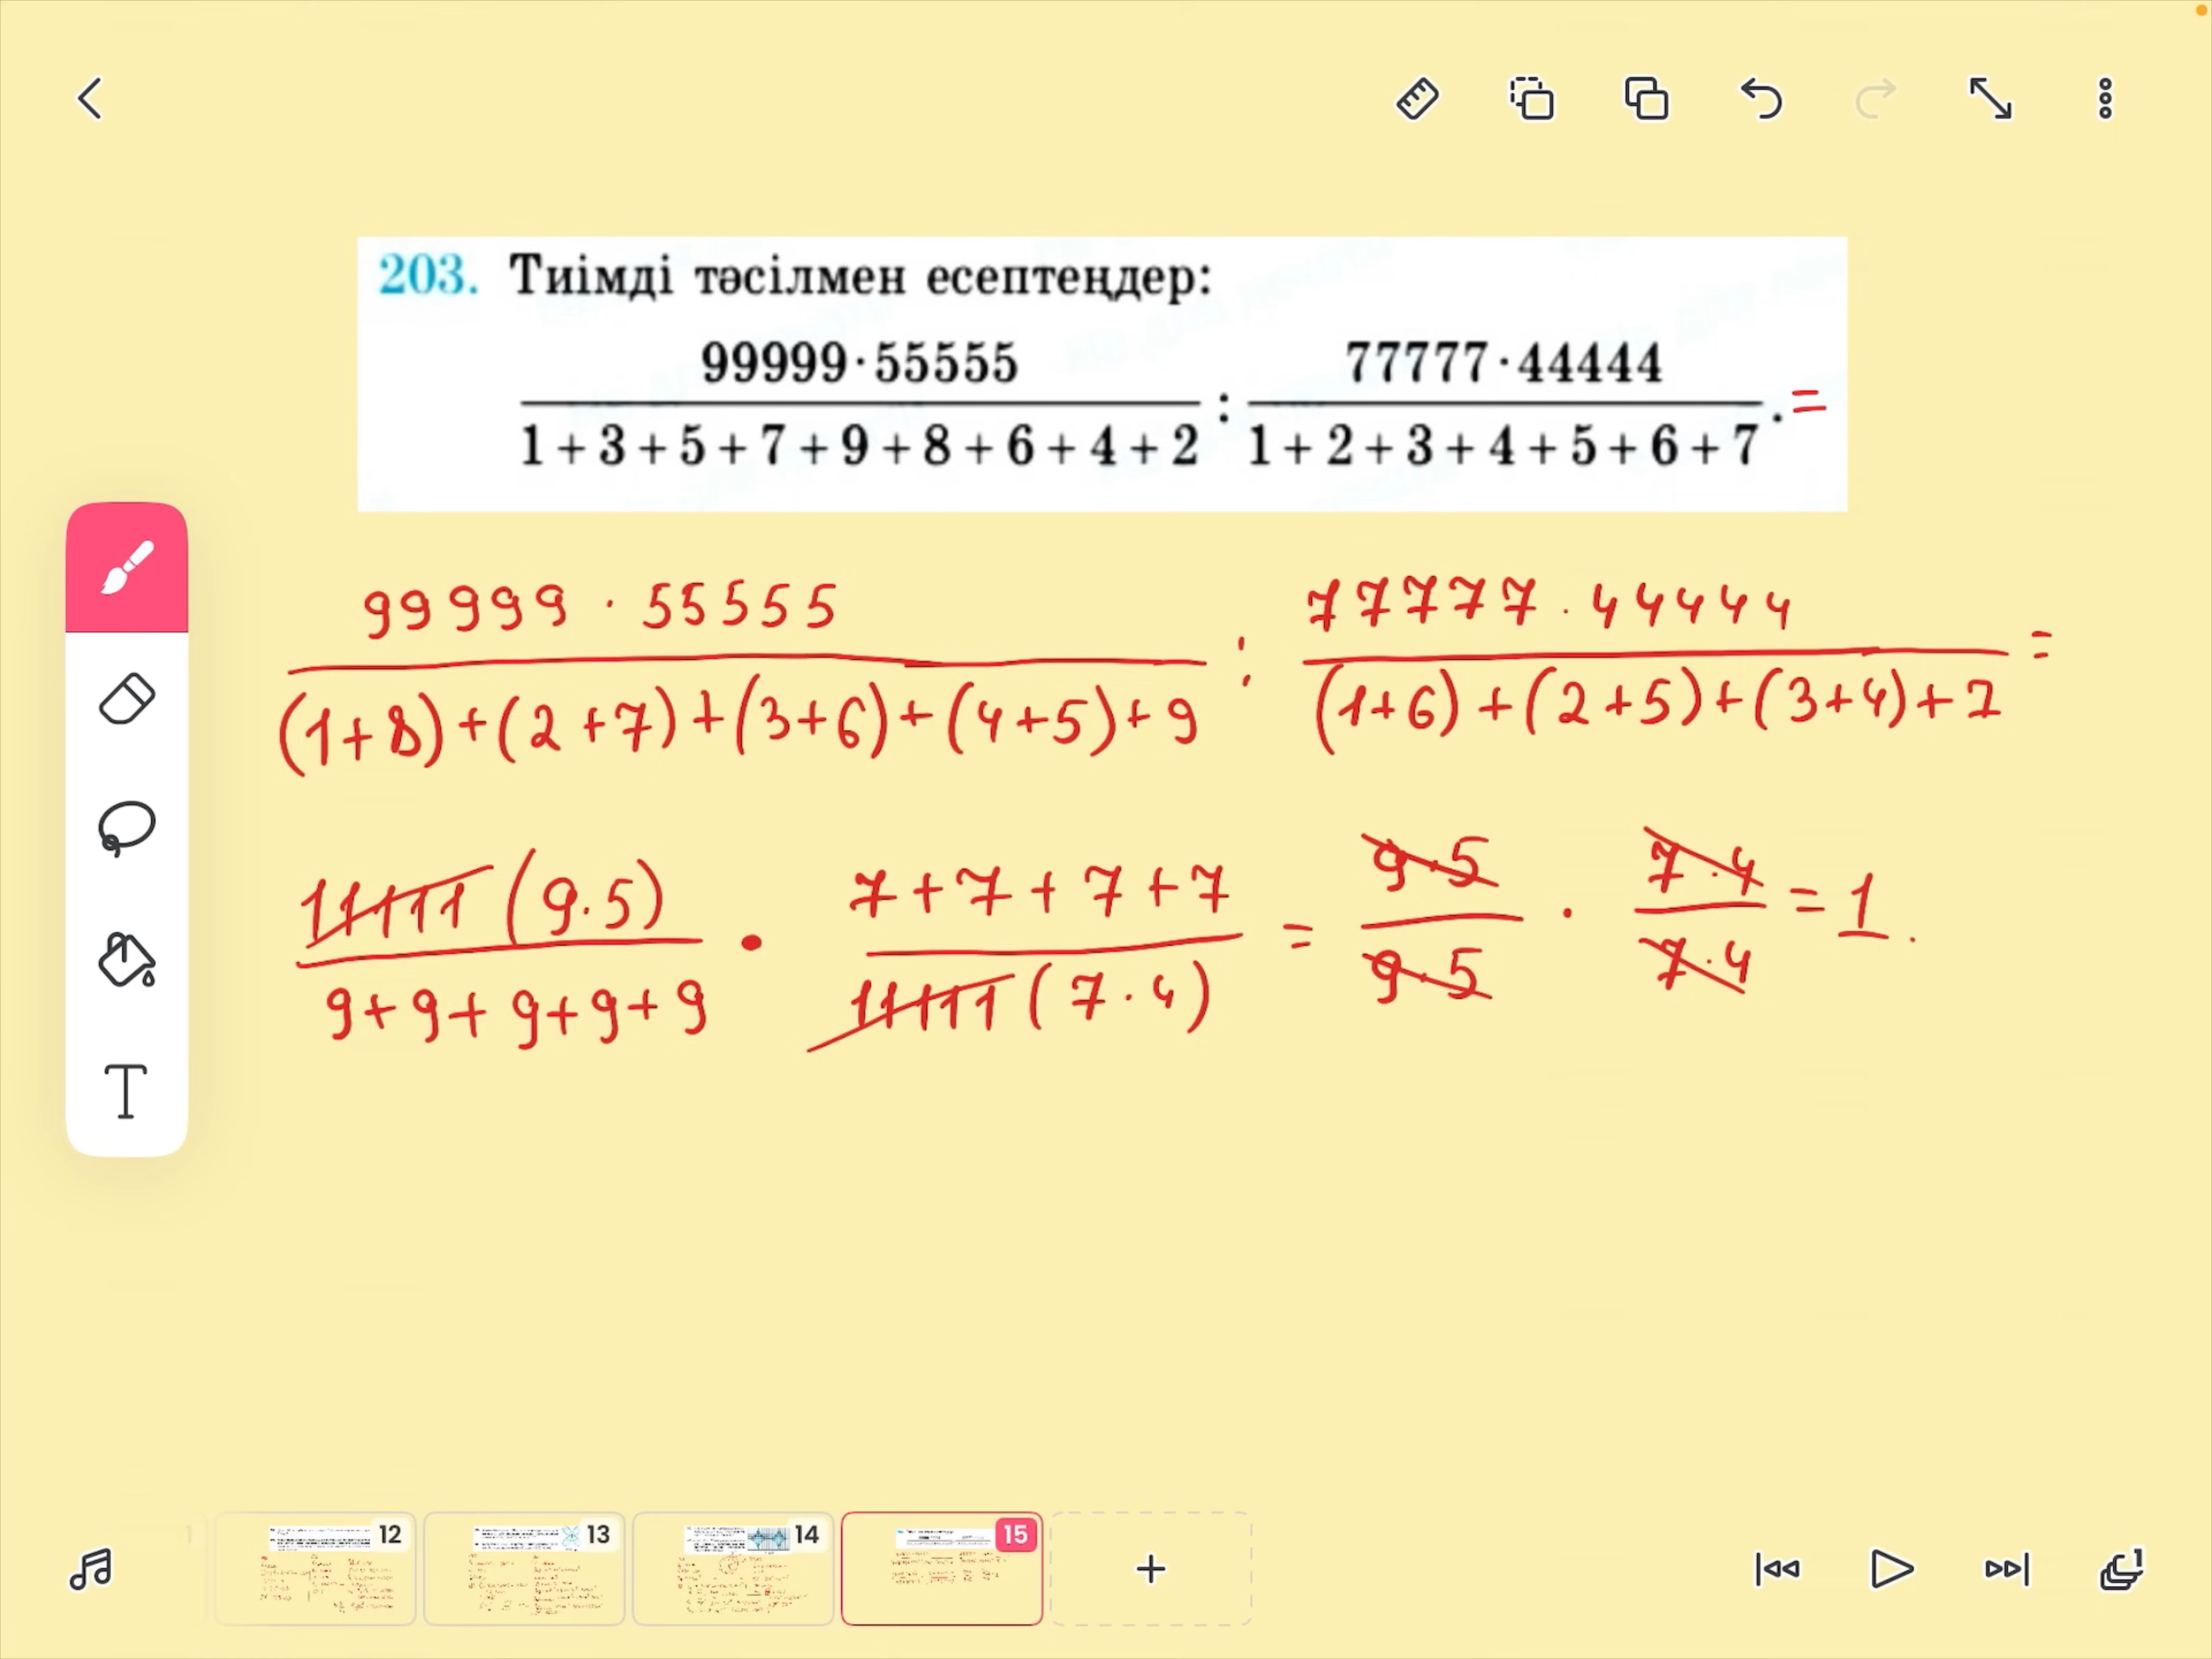 203. Тиімді тәсілмен есептеңдер:
99999·55555 / 1+3+5+7+9+8+6+4+2 : 77777·44444 / 1+2+3+4+5+6+7 . =
99999 · 55555 / (1+8)+(2+7)+(3+6)+(4+5)+9 : 77777 · 44444 / (1+6)+(2+5)+(3+4)+7 =
11111 (9·5) / 9+9+9+9+9 · 7+7+7+7 / 11111 (7·4) = 9·5 / 9·5 · 7·4 / 7·4 = 1.
T
12 13 14 15 +
1